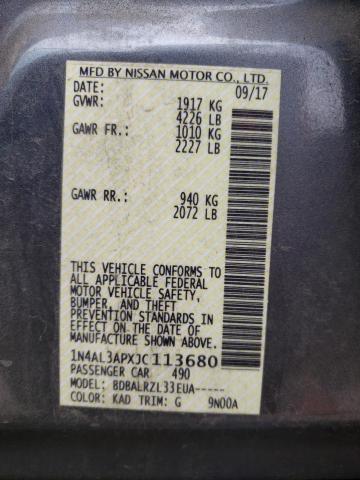 MFD BY NISSAN MOTOR CO., LTD.
DATE: 09/17
GVWR: 1917 KG
4226 LB
GAWR FR.: 1010 KG
2227 LB
GAWR RR.: 940 KG
2072 LB
THIS VEHICLE CONFORMS TO
ALL APPLICABLE FEDERAL
MOTOR VEHICLE SAFETY,
BUMPER, AND THEFT
PREVENTION STANDARDS IN
EFFECT ON THE DATE OF
MANUFACTURE SHOWN ABOVE.
1N4AL3APXJC113680
PASSENGER CAR 490
MODEL: BDBALRZL33EUA-----
COLOR: KAD TRIM: G 9N00A